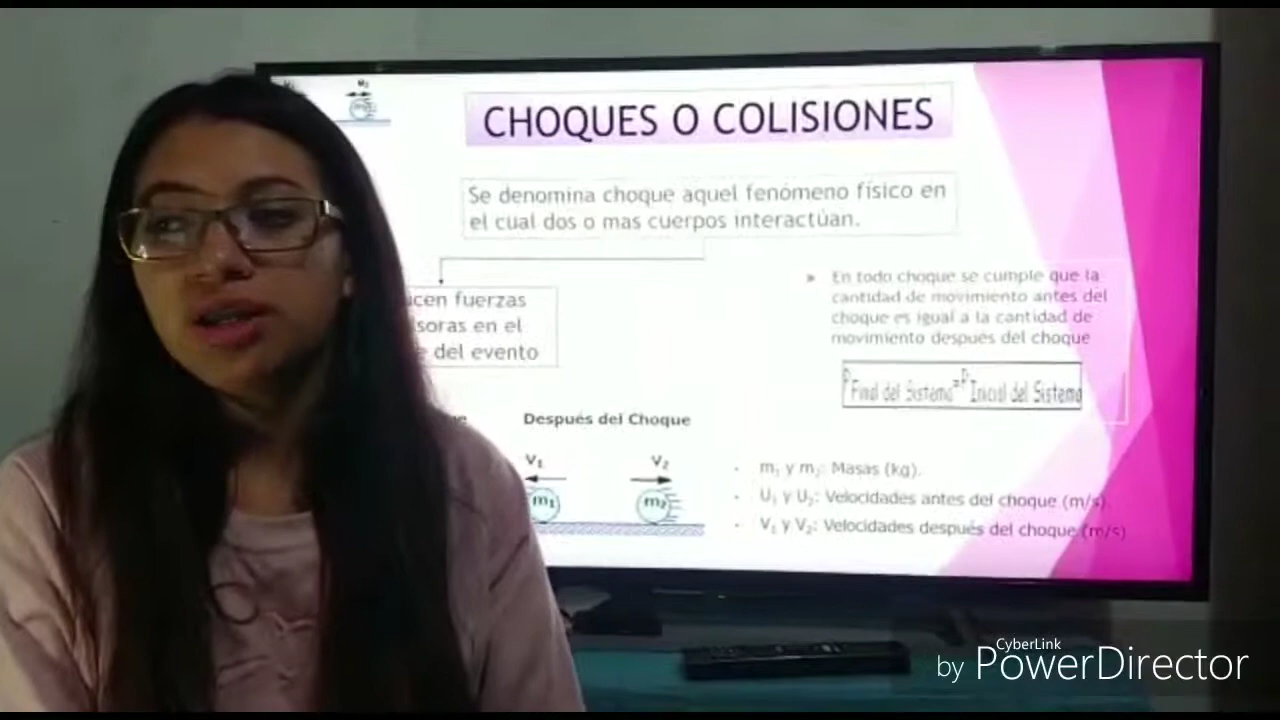 CHOQUES O COLISIONES
Se denomina choque aquel fenómeno físico en
el cual dos o mas cuerpos interactúan.
ucen fuerzas
soras en el
del evento
» En todo choque se cumple que la
cantidad de movimiento antes del
choque es igual a la cantidad de
movimiento después del choque
P Final del Sistema = P Inicial del Sistema
Después del Choque
V₁ V₂
m₁ m₂
· m₁ y m₂: Masas (kg).
· U₁ y U₂: Velocidades antes del choque (m/s).
· V₁ y V₂: Velocidades después del choque (m/s)
CyberLink
by PowerDirector